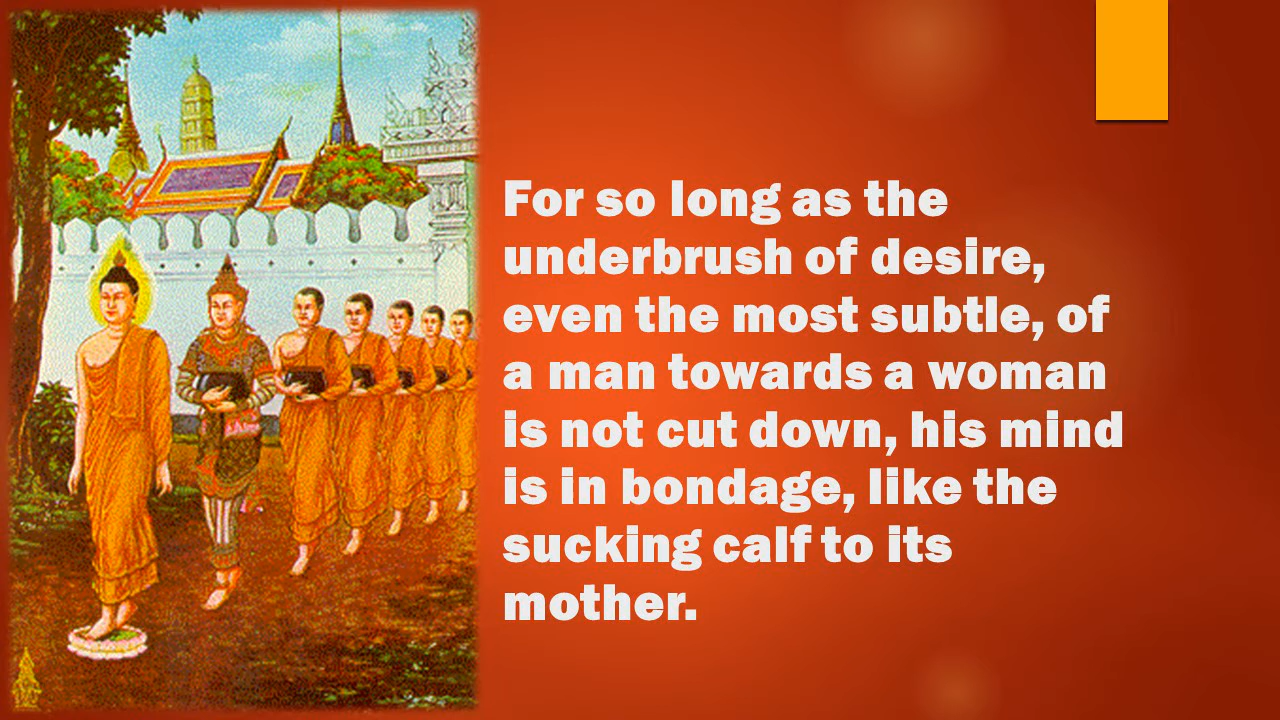 For so long as the
underbrush of desire,
even the most subtle, of
a man towards a woman
is not cut down, his mind
is in bondage, like the
sucking calf to its
mother.